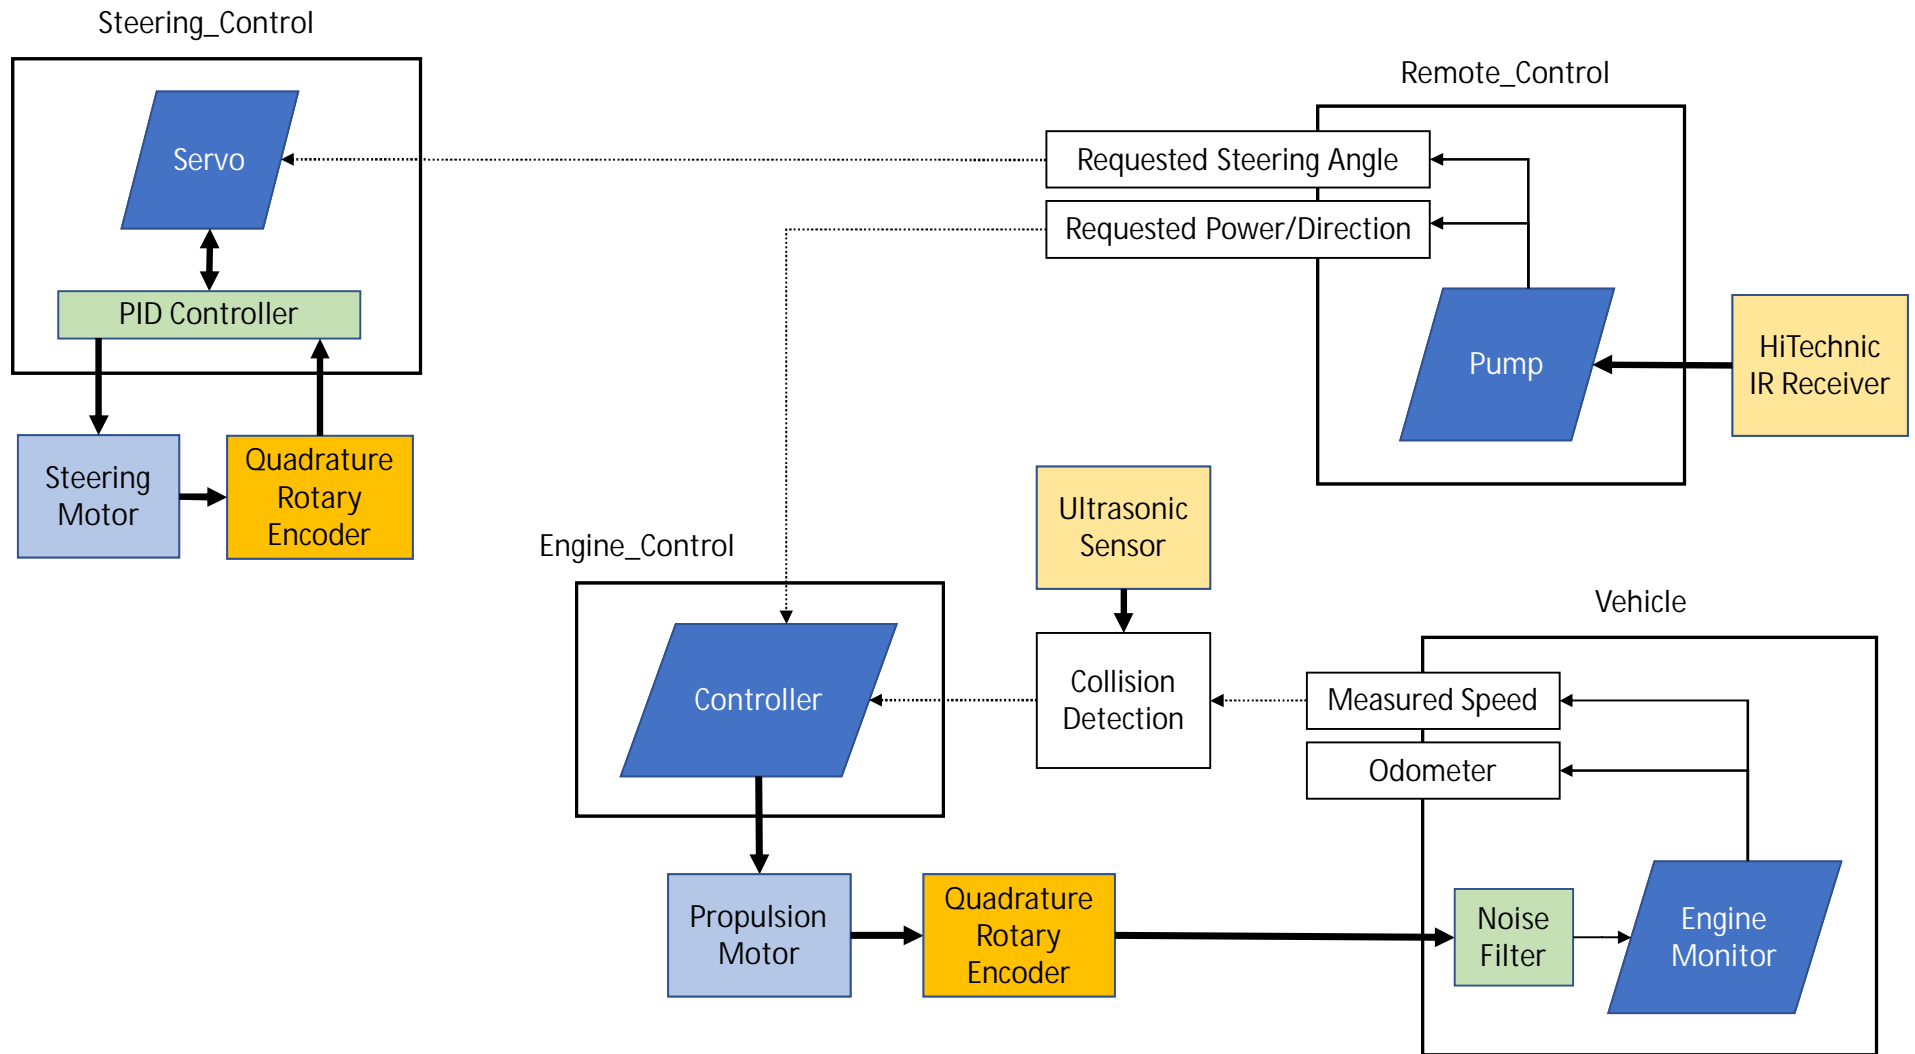 Steering_Control
Servo
PID Controller
Steering
Motor
Quadrature
Rotary
Encoder
Remote_Control
Requested Steering Angle
Requested Power/Direction
Pump
HiTechnic
IR Receiver
Engine_Control
Controller
Ultrasonic
Sensor
Collision
Detection
Vehicle
Measured Speed
Odometer
Propulsion
Motor
Quadrature
Rotary
Encoder
Noise
Filter
Engine
Monitor